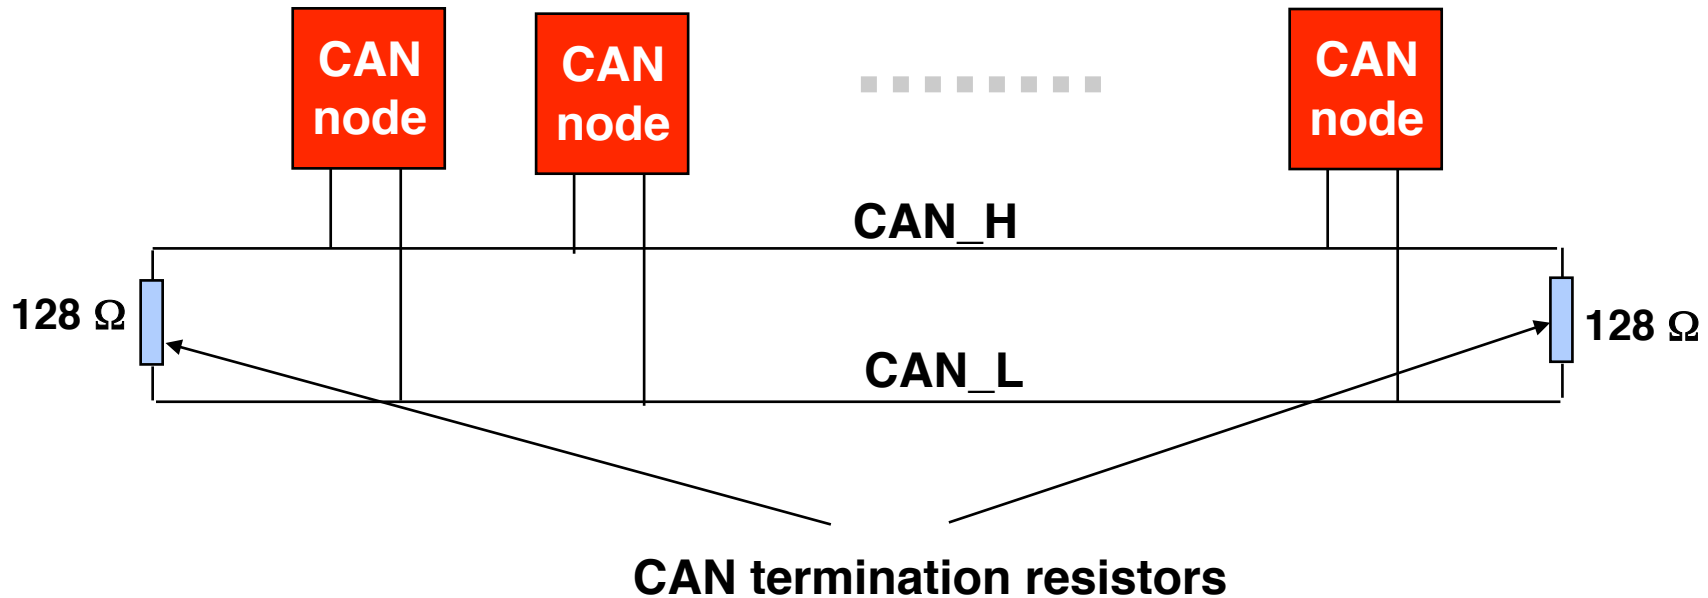 CAN
node
CAN
node
CAN
node
CAN_H
128 Ω
128 Ω
CAN_L
CAN termination resistors